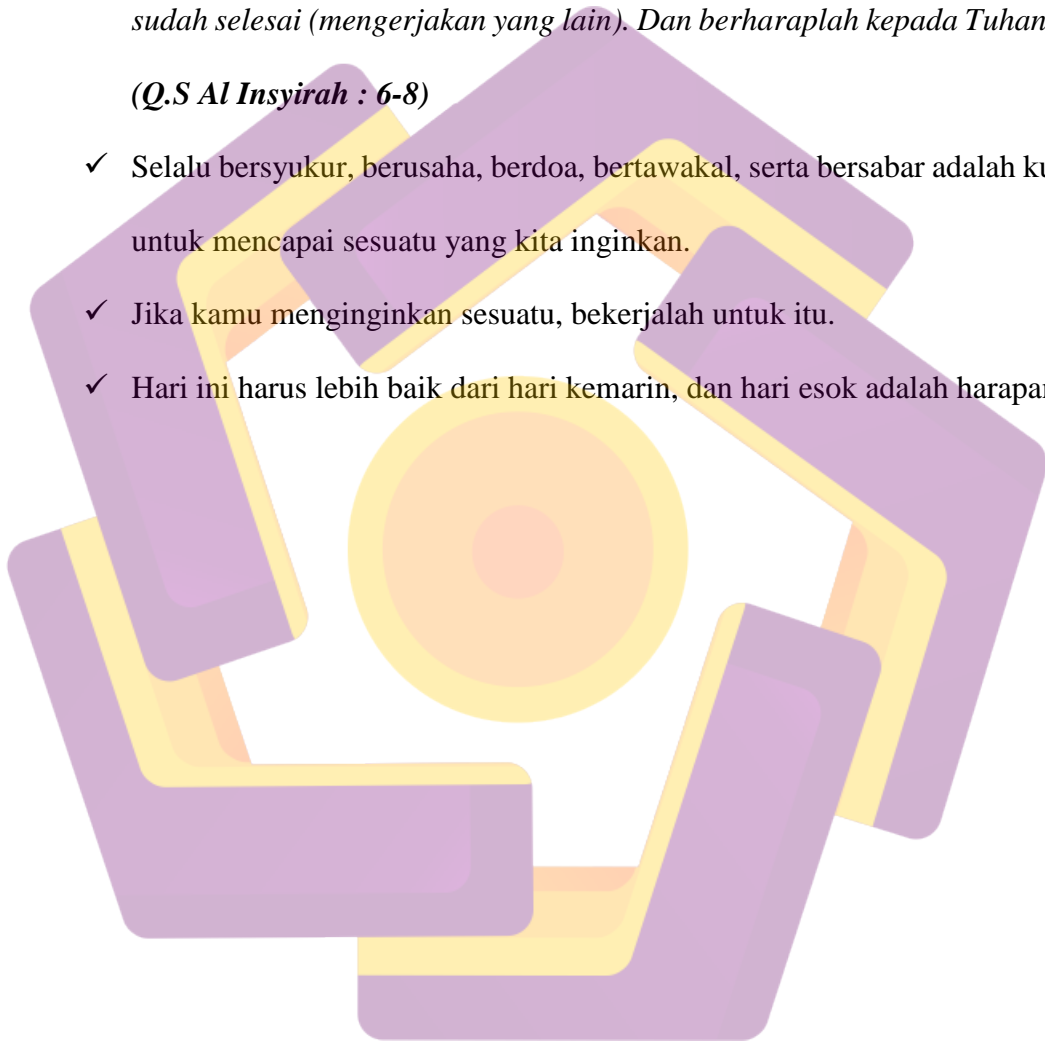 sudah selesai (mengerjakan yang lain). Dan berharaplah kepada Tuhan
(Q.S Al Insyirah : 6-8)
✓ Selalu bersyukur, berusaha, berdoa, bertawakal, serta bersabar adalah
untuk mencapai sesuatu yang kita inginkan.
✓ Jika kamu menginginkan sesuatu, bekerjalah untuk itu.
✓ Hari ini harus lebih baik dari hari kemarin, dan hari esok adalah